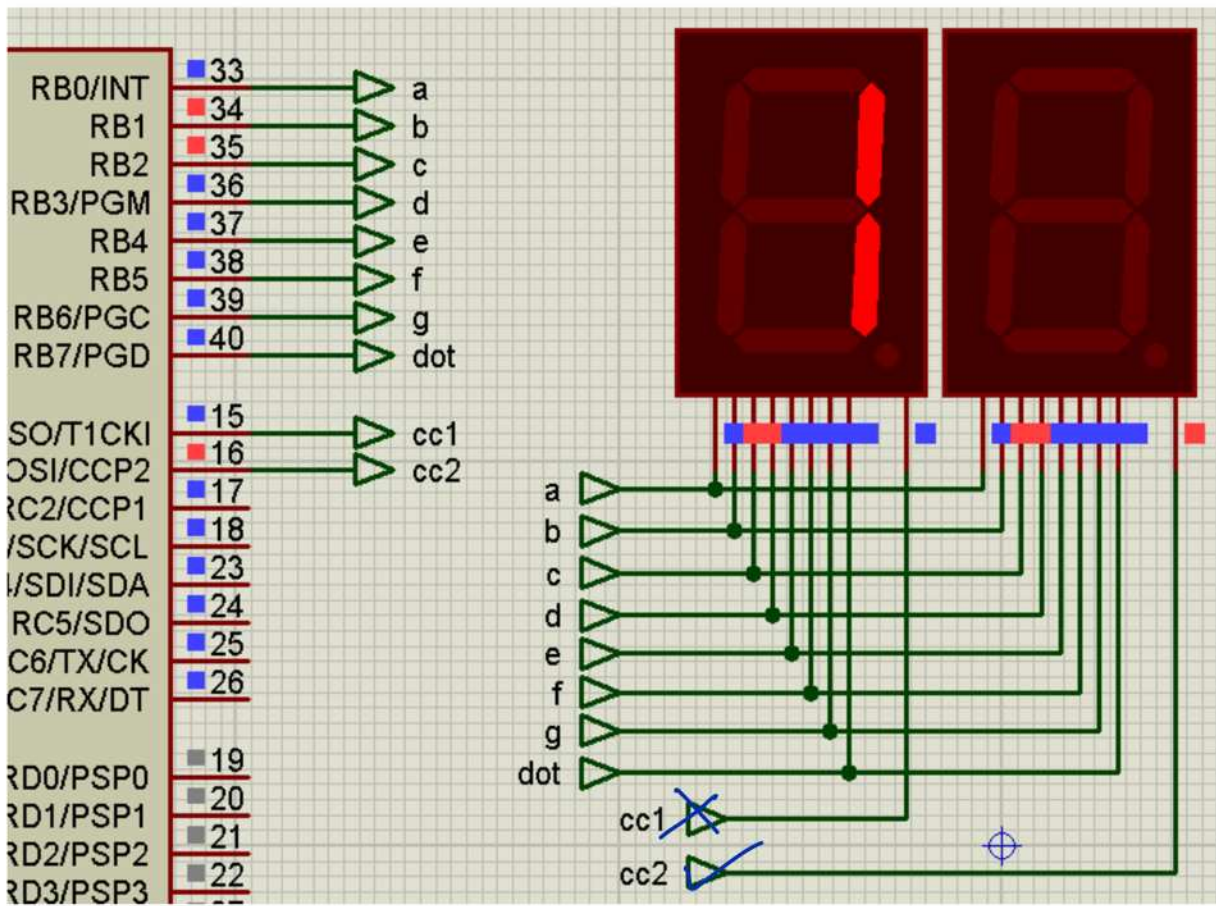 RB0/INT 33 a
RB1 34 b
RB2 35 c
RB3/PGM 36 d
RB4 37 e
RB5 38 f
RB6/PGC 39 g
RB7/PGD 40 dot
SO/T1CKI 15 cc1
OSI/CCP2 16 cc2
RC2/CCP1 17
/SCK/SCL 18
4/SDI/SDA 23
RC5/SDO 24
C6/TX/CK 25
C7/RX/DT 26
RD0/PSP0 19
RD1/PSP1 20
RD2/PSP2 21
RD3/PSP3 22
1
a
b
c
d
e
f
g
dot
cc1
cc2